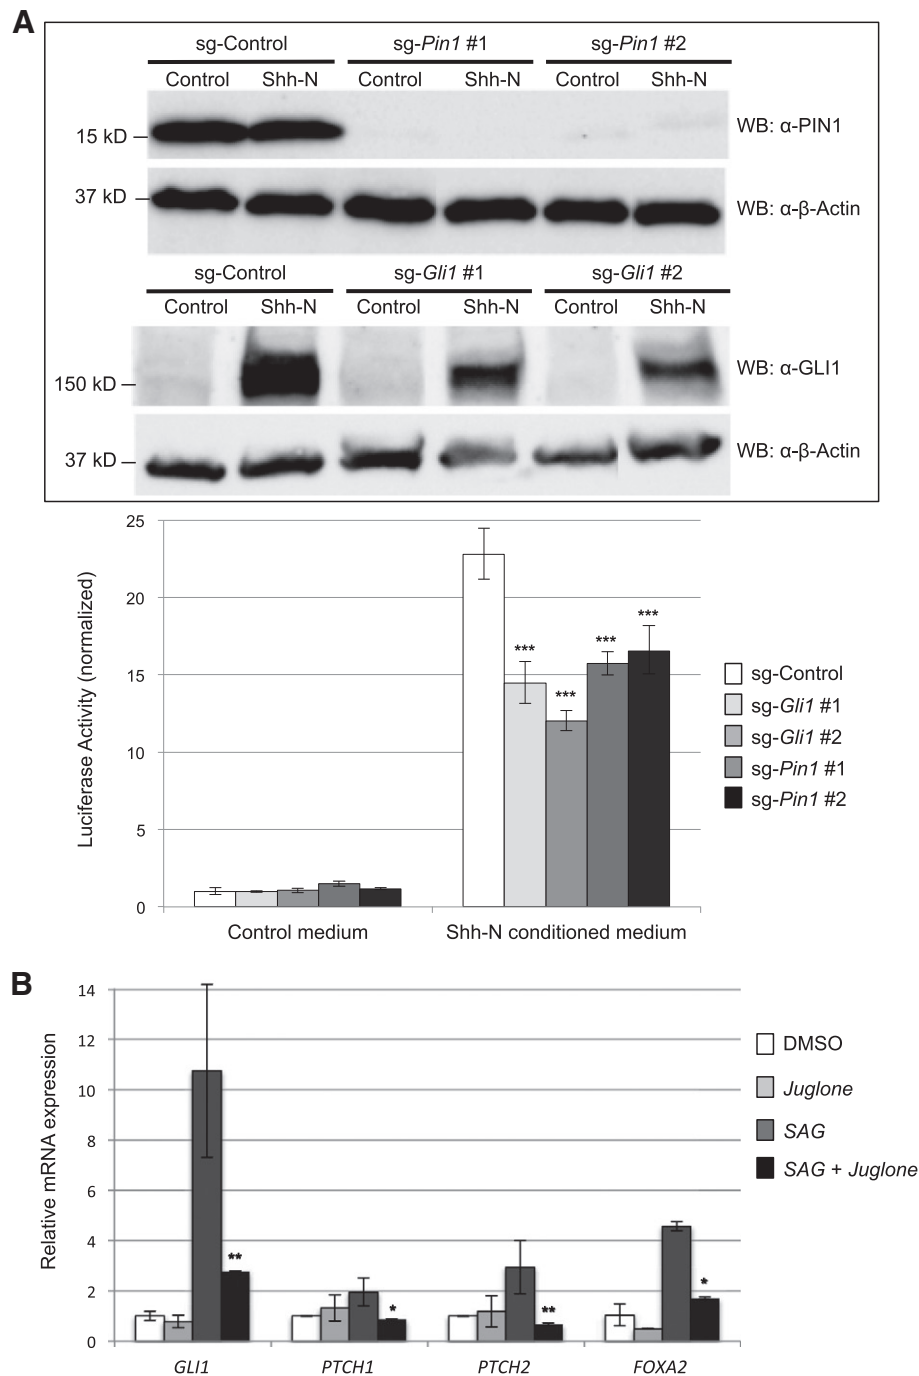 A
sg-Control sg-Pin1 #1 sg-Pin1 #2
Control Shh-N Control Shh-N Control Shh-N
15 kD WB: α-PIN1
37 kD WB: α-β-Actin
sg-Control sg-Gli1 #1 sg-Gli1 #2
Control Shh-N Control Shh-N Control Shh-N
150 kD WB: α-GLI1
37 kD WB: α-β-Actin
Luciferase Activity (normalized)
25
20
15
10
5
0
***
***
***
***
Control medium Shh-N conditioned medium
sg-Control
sg-Gli1 #1
sg-Gli1 #2
sg-Pin1 #1
sg-Pin1 #2
B
Relative mRNA expression
14
12
10
8
6
4
2
0
**
*
**
*
GLI1 PTCH1 PTCH2 FOXA2
DMSO
Juglone
SAG
SAG + Juglone